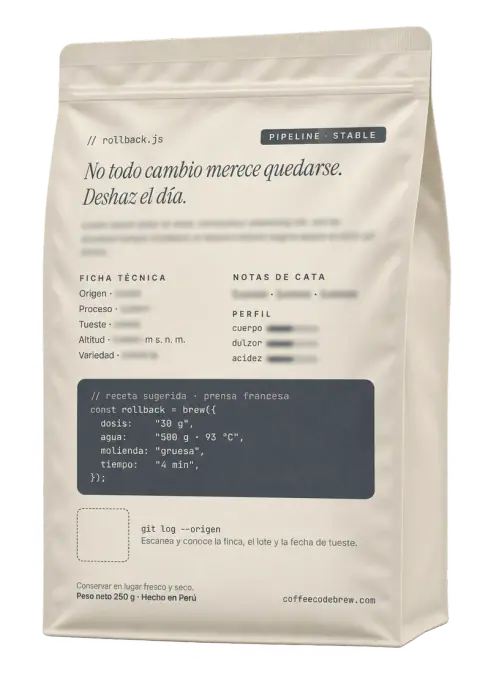 // rollback.js
PIPELINE · STABLE
No todo cambio merece quedarse.
Deshaz el día.
FICHA TÉCNICA
Origen ·
Proceso ·
Tueste ·
Altitud · m s. n. m.
Variedad ·
NOTAS DE CATA
PERFIL
cuerpo
dulzor
acidez
// receta sugerida · prensa francesa
const rollback = brew({
  dosis:    "30 g",
  agua:     "500 g · 93 °C",
  molienda: "gruesa",
  tiempo:   "4 min",
});
git log --origen
Escanea y conoce la finca, el lote y la fecha de tueste.
Conservar en lugar fresco y seco.
Peso neto 250 g · Hecho en Perú
coffeecodebrew.com